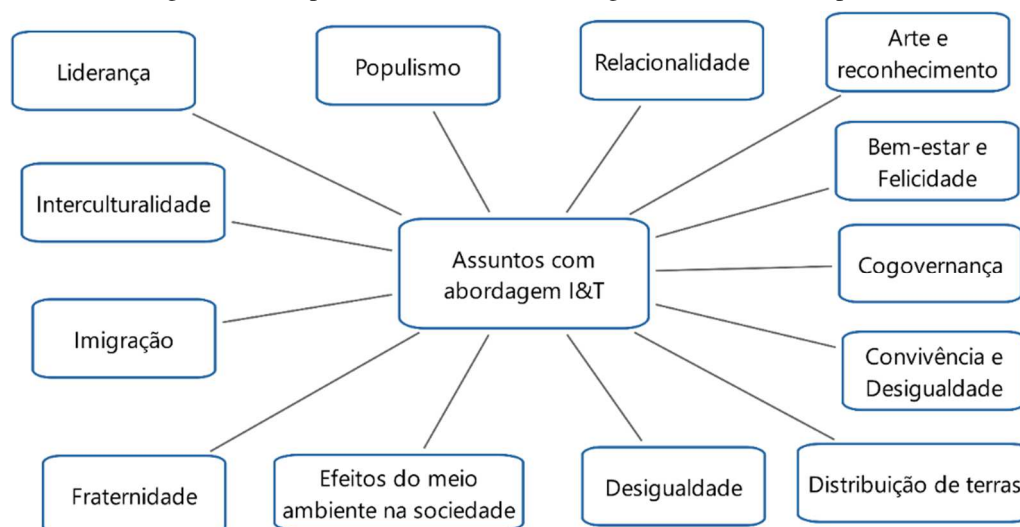 Liderança
Populismo
Relacionalidade
Arte e
reconhecimento
Interculturalidade
Bem-estar e
Felicidade
Assuntos com
abordagem I&T
Cogovernança
Imigração
Convivência e
Desigualdade
Fraternidade
Efeitos do meio
ambiente na sociedade
Desigualdade
Distribuição de terras